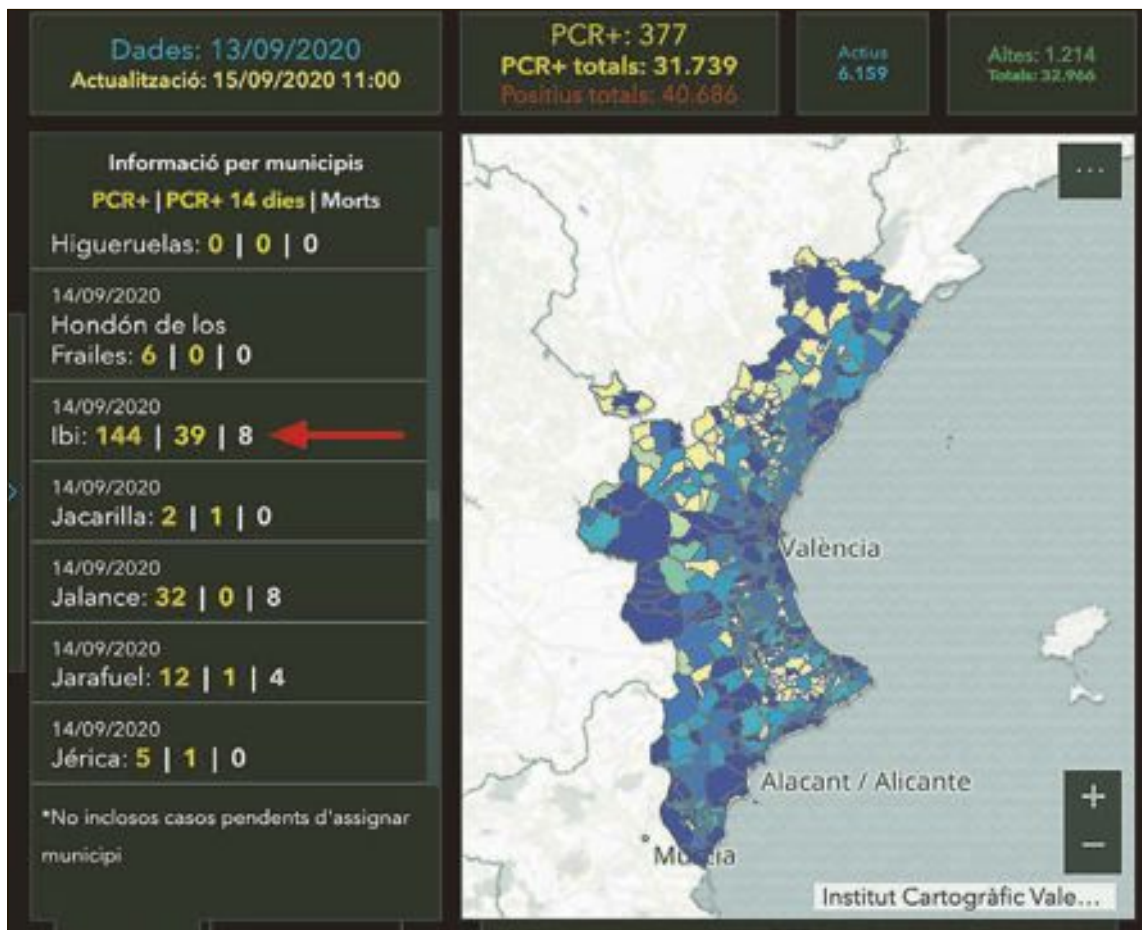 Dades: 13/09/2020
Actualització: 15/09/2020 11:00
PCR+: 377
PCR+ totals: 31.739
Positius totals: 40.686
Actius
6.159
Altes: 1.214
Totals: 32.966
Informació per municipis
PCR+ | PCR+ 14 dies | Morts
Higueruelas: 0 | 0 | 0
14/09/2020
Hondón de los
Frailes: 6 | 0 | 0
14/09/2020
Ibi: 144 | 39 | 8
14/09/2020
Jacarilla: 2 | 1 | 0
14/09/2020
Jalance: 32 | 0 | 8
14/09/2020
Jarafuel: 12 | 1 | 4
14/09/2020
Jérica: 5 | 1 | 0
*No inclosos casos pendents d'assignar
municipi
...
València
Alacant / Alicante
Murcia
+
−
Institut Cartogràfic Vale...